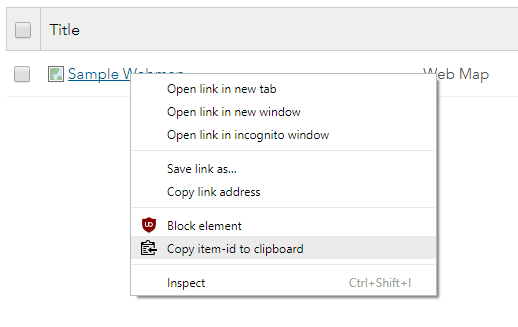 Title
Sample Webmap
Web Map
Open link in new tab
Open link in new window
Open link in incognito window
Save link as...
Copy link address
Block element
Copy item-id to clipboard
Inspect Ctrl+Shift+I